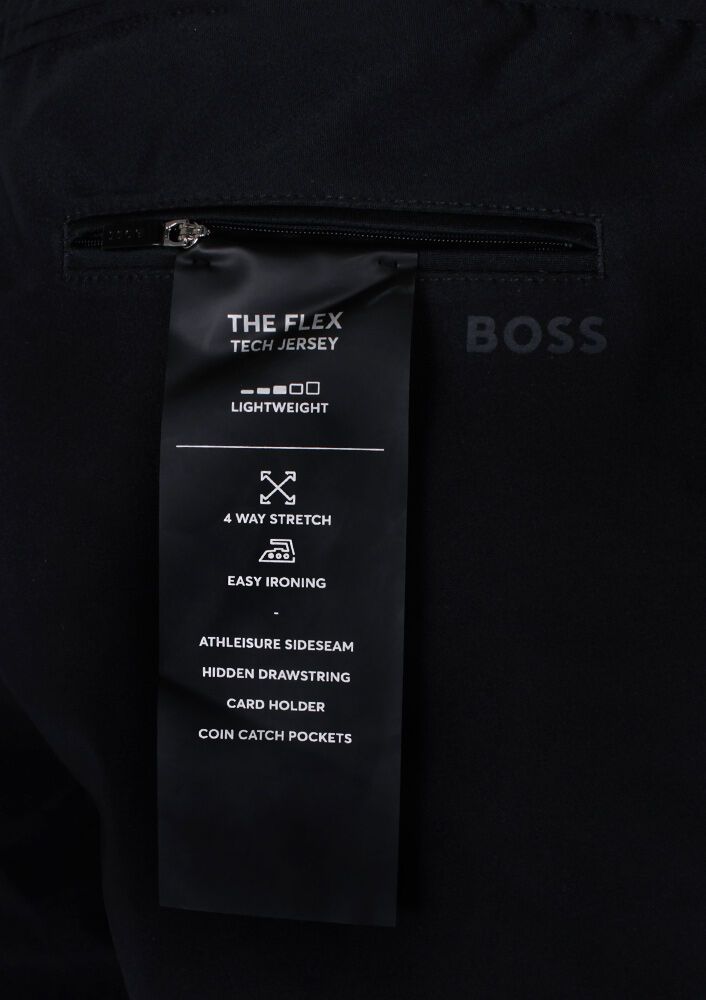 BOSS
THE FLEX
TECH JERSEY
BOSS
LIGHTWEIGHT
4 WAY STRETCH
EASY IRONING
-
ATHLEISURE SIDESEAM
HIDDEN DRAWSTRING
CARD HOLDER
COIN CATCH POCKETS